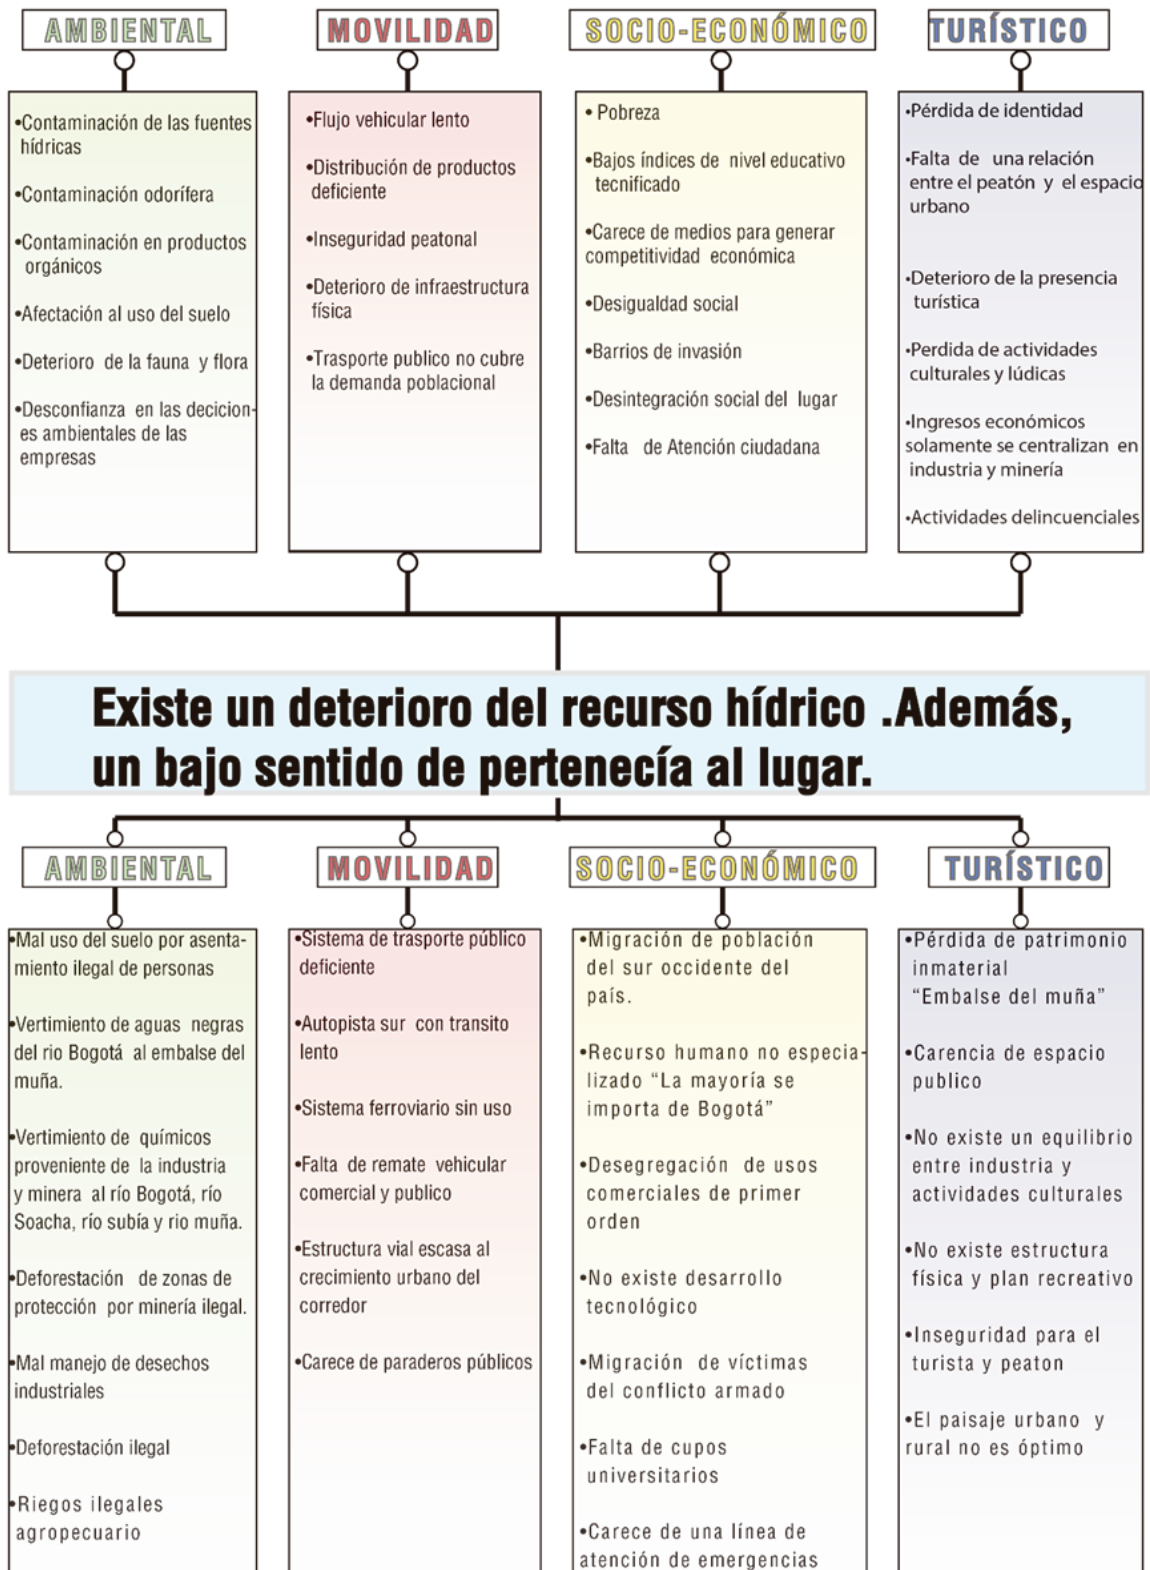 AMBIENTAL
•Contaminación de las fuentes
hídricas
•Contaminación odorífera
•Contaminación en productos
orgánicos
•Afectación al uso del suelo
•Deterioro de la fauna y flora
•Desconfianza en las decicion-
es ambientales de las
empresas
MOVILIDAD
•Flujo vehicular lento
•Distribución de productos
deficiente
•Inseguridad peatonal
•Deterioro de infraestructura
física
•Trasporte publico no cubre
la demanda poblacional
SOCIO-ECONÓMICO
• Pobreza
•Bajos índices de nivel educativo
tecnificado
•Carece de medios para generar
competitividad económica
•Desigualdad social
•Barrios de invasión
•Desintegración social del lugar
•Falta de Atención ciudadana
TURÍSTICO
•Pérdida de identidad
•Falta de una relación
entre el peatón y el espacio
urbano
•Deterioro de la presencia
turística
•Perdida de actividades
culturales y lúdicas
•Ingresos económicos
solamente se centralizan en
industria y minería
•Actividades delincuenciales
Existe un deterioro del recurso hídrico .Además,
un bajo sentido de pertenecía al lugar.
AMBIENTAL
•Mal uso del suelo por asenta-
miento ilegal de personas
•Vertimiento de aguas negras
del rio Bogotá al embalse del
muña.
•Vertimiento de químicos
proveniente de la industria
y minera al río Bogotá, río
Soacha, río subía y rio muña.
•Deforestación de zonas de
protección por minería ilegal.
•Mal manejo de desechos
industriales
•Deforestación ilegal
•Riegos ilegales
agropecuario
MOVILIDAD
•Sistema de trasporte público
deficiente
•Autopista sur con transito
lento
•Sistema ferroviario sin uso
•Falta de remate vehicular
comercial y publico
•Estructura vial escasa al
crecimiento urbano del
corredor
•Carece de paraderos públicos
SOCIO-ECONÓMICO
•Migración de población
del sur occidente del
país.
•Recurso humano no especia-
lizado “La mayoría se
importa de Bogotá”
•Desegregación de usos
comerciales de primer
orden
•No existe desarrollo
tecnológico
•Migración de víctimas
del conflicto armado
•Falta de cupos
universitarios
•Carece de una línea de
atención de emergencias
TURÍSTICO
•Pérdida de patrimonio
inmaterial
“Embalse del muña”
•Carencia de espacio
publico
•No existe un equilibrio
entre industria y
actividades culturales
•No existe estructura
física y plan recreativo
•Inseguridad para el
turista y peaton
•El paisaje urbano y
rural no es óptimo